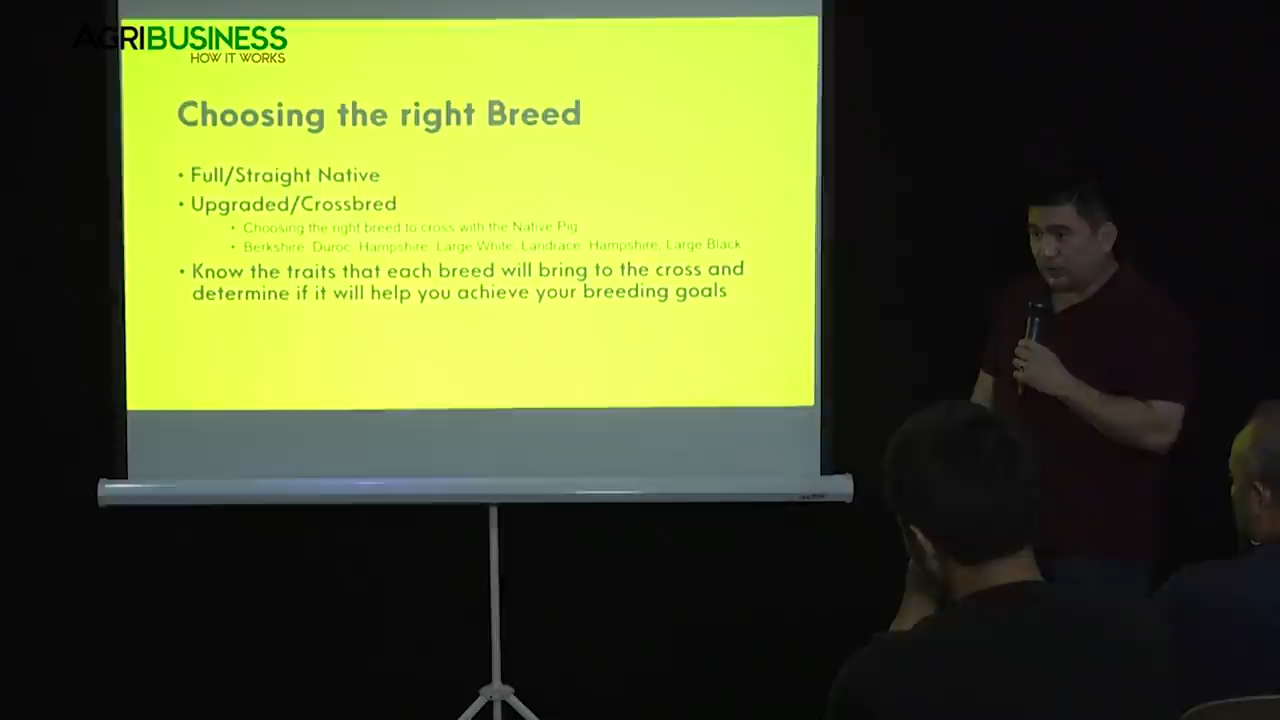 AGRIBUSINESS
HOW IT WORKS
Choosing the right Breed
• Full/Straight Native
• Upgraded/Crossbred
• Choosing the right breed to cross with the Native Pig
• Berkshire, Duroc, Hampshire, Large White, Landrace, Hampshire, Large Black
• Know the traits that each breed will bring to the cross and
determine if it will help you achieve your breeding goals